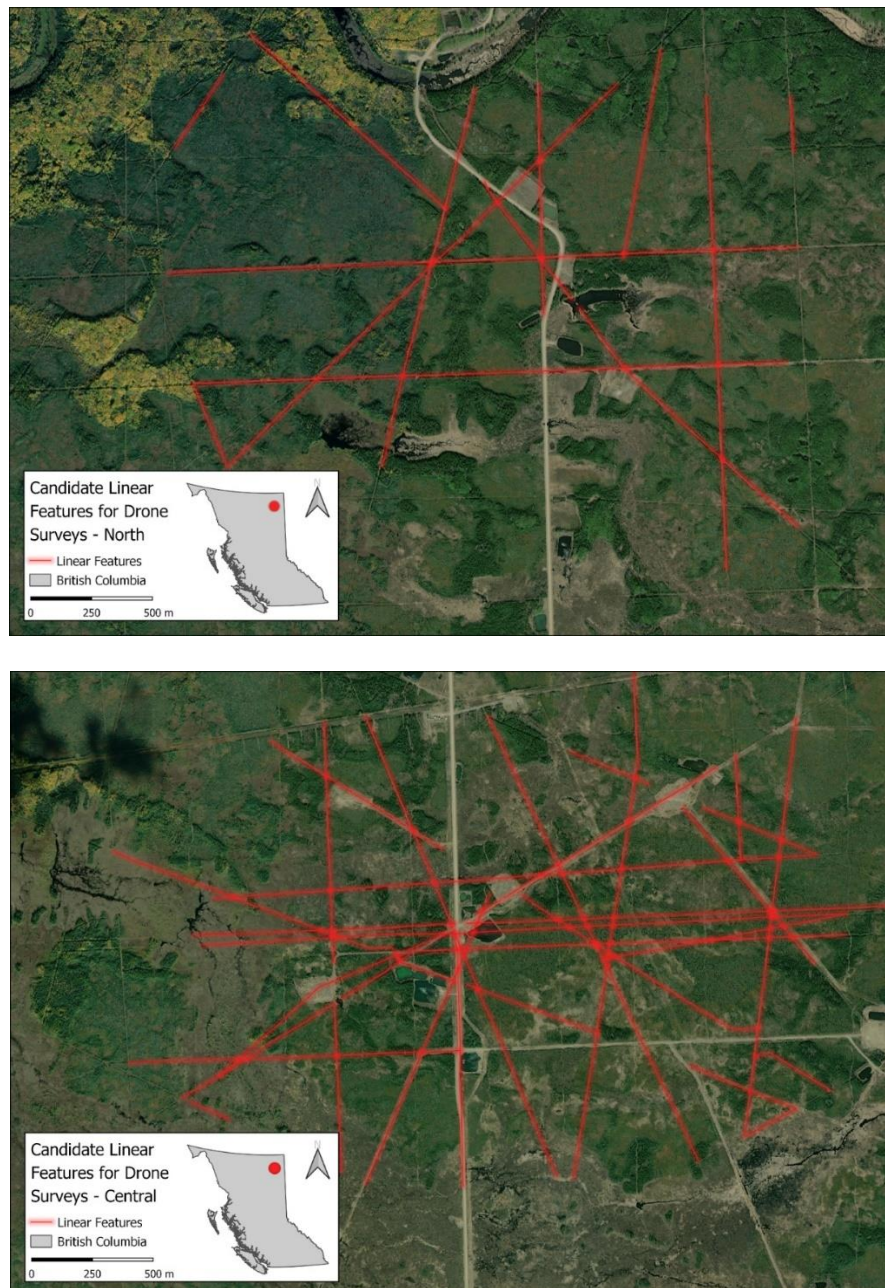 N
Candidate Linear
Features for Drone
Surveys - North
Linear Features
British Columbia
0 250 500 m
N
Candidate Linear
Features for Drone
Surveys - Central
Linear Features
British Columbia
0 250 500 m